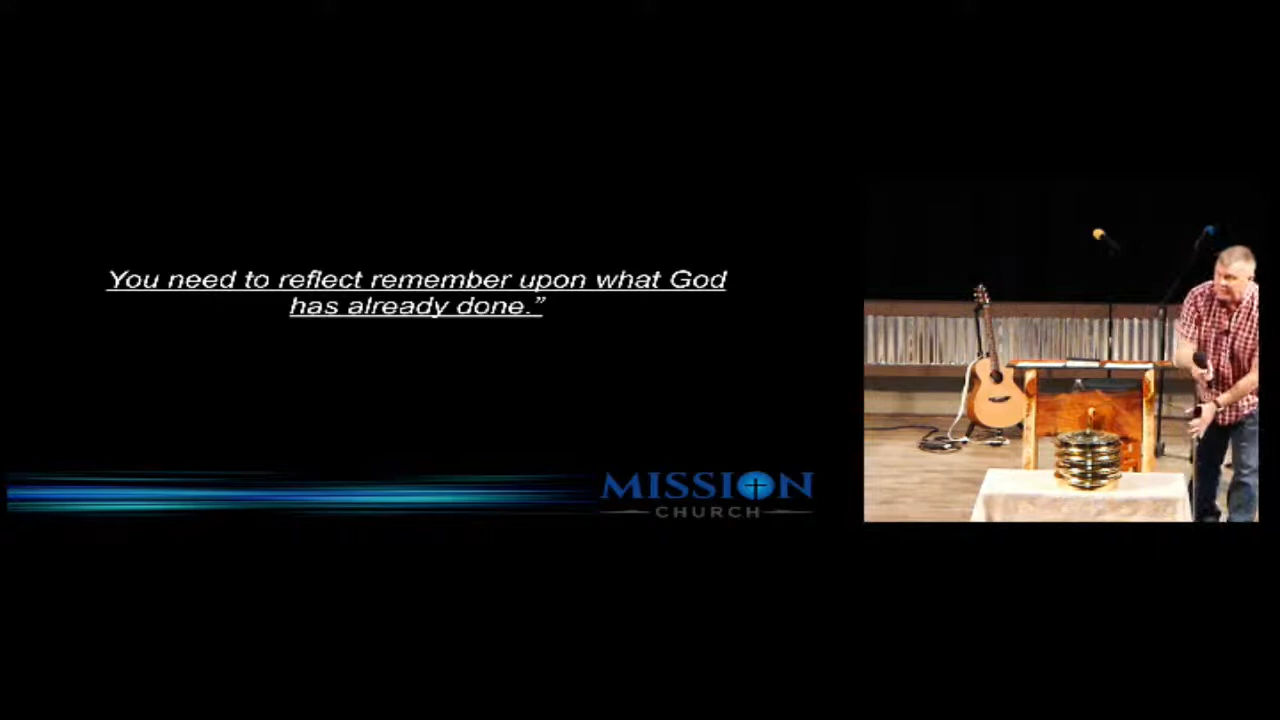 You need to reflect remember upon what God
has already done.”
MISSION
CHURCH